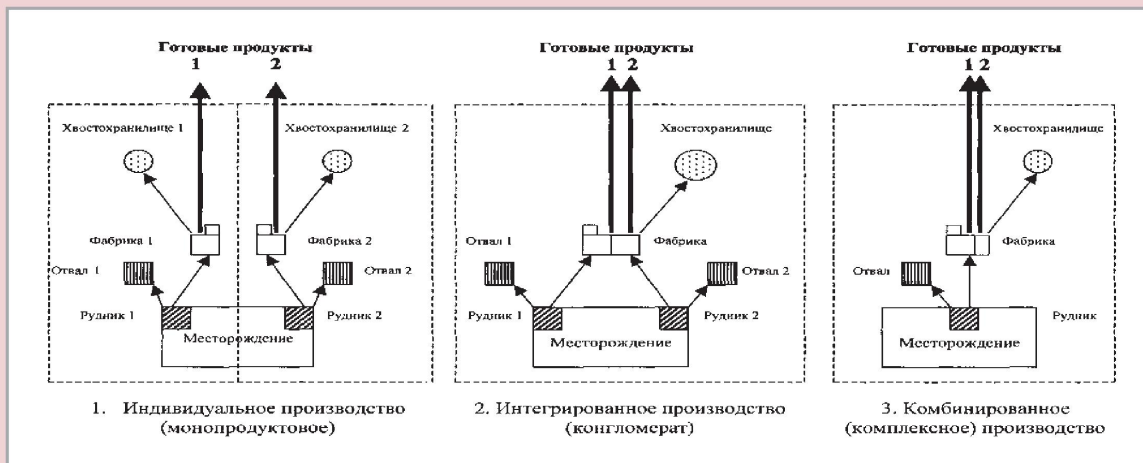 Готовые продукты
1 2
Хвостохранилище 1
Хвостохранилище 2
Фабрика 1
Фабрика 2
Отвал 1
Отвал 2
Рудник 1
Рудник 2
Месторождение
1. Индивидуальное производство
(монопродуктовое)
Готовые продукты
1 2
Хвостохранилище
Отвал 1
Фабрика
Отвал 2
Рудник 1
Рудник 2
Месторождение
2. Интегрированное производство
(конгломерат)
Готовые продукты
1 2
Хвостохранилище
Фабрика
Отвал
Рудник
Месторождение
3. Комбинированное
(комплексное) производство